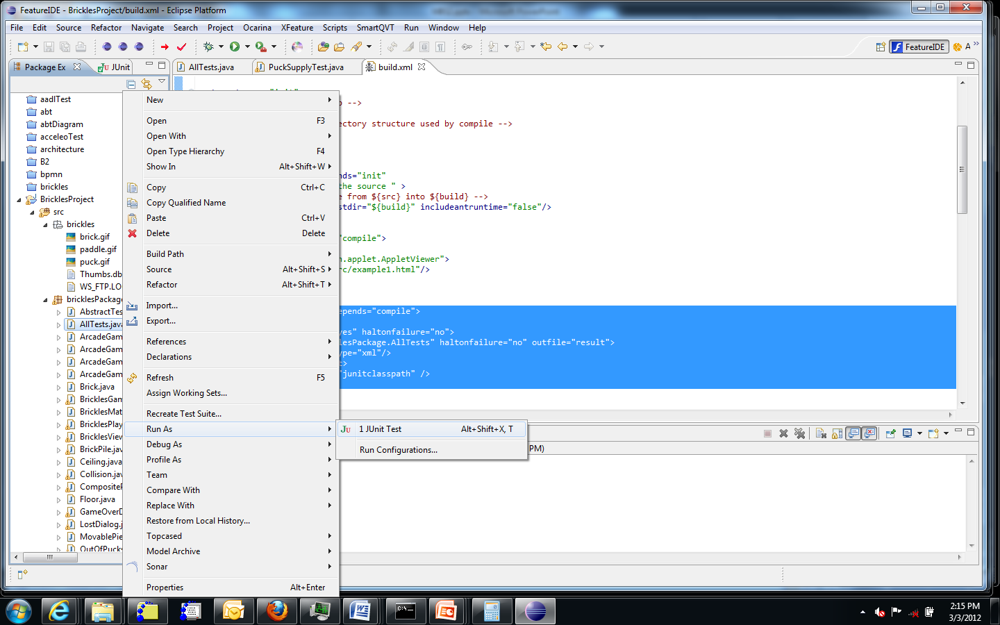 FeatureIDE - BricklesProject/build.xml - Eclipse Platform
File Edit Source Refactor Navigate Search Project Ocarina XFeature Scripts SmartQVT Run Window Help
FeatureIDE A »
Package Ex JUnit
AllTests.java PuckSupplyTest.java build.xml
aadlTest
abt
abtDiagram
acceleoTest
architecture
B2
bpmn
brickles
BricklesProject
src
brickles
brick.gif
paddle.gif
puck.gif
Thumbs.db
WS_FTP.LO
bricklesPackag
AbstractTes
AllTests.java
ArcadeGam
ArcadeGam
ArcadeGam
ArcadeGam
Brick.java
BricklesGam
BricklesMat
BricklesPlay
BricklesView
BrickPile.jav
Ceiling.java
Collision.jav
CompositeP
Floor.java
GameOverD
LostDialog.j
MovablePie
OutOfPucks
New
Open F3
Open With
Open Type Hierarchy F4
Show In Alt+Shift+W
Copy Ctrl+C
Copy Qualified Name
Paste Ctrl+V
Delete Delete
Build Path
Source Alt+Shift+S
Refactor Alt+Shift+T
Import...
Export...
References
Declarations
Refresh F5
Assign Working Sets...
Recreate Test Suite...
Run As
Debug As
Profile As
Team
Compare With
Replace With
Restore from Local History...
Topcased
Model Archive
Sonar
Properties Alt+Enter
1 JUnit Test Alt+Shift+X, T
Run Configurations...
-->
ectory structure used by compile -->
nds="init"
the source " >
e from ${src} into ${build} -->
stdir="${build}" includeantruntime="false"/>
"compile">
n.applet.AppletViewer">
rc/example1.html"/>
epends="compile">
yes" haltonfailure="no">
lesPackage.AllTests" haltonfailure="no" outfile="result">
ype="xml"/>
c>
"junitclasspath" />
PM)
2:15 PM
3/3/2012